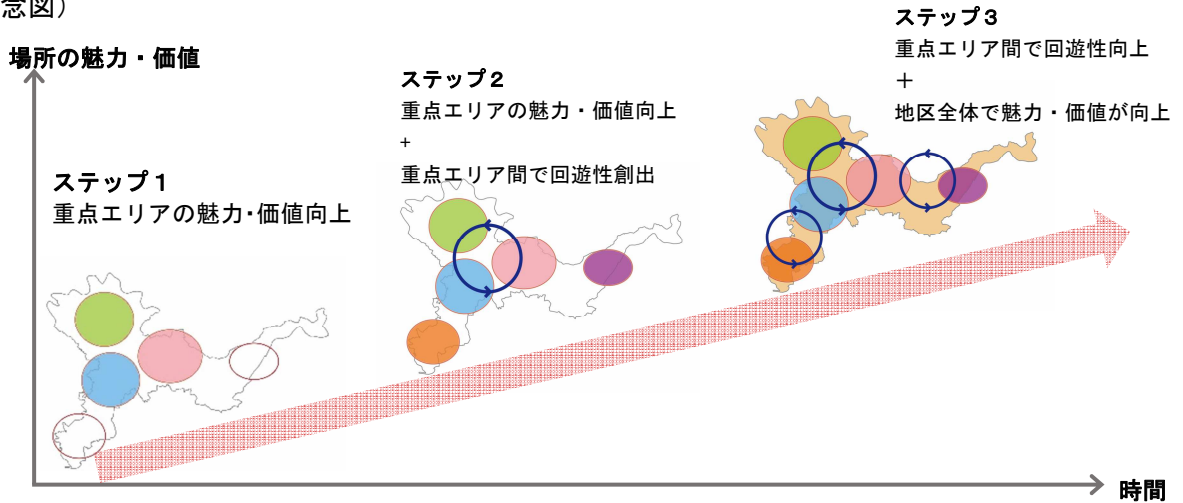 念図）
場所の魅力・価値
ステップ１
重点エリアの魅力･価値向上
ステップ２
重点エリアの魅力・価値向上
+
重点エリア間で回遊性創出
ステップ３
重点エリア間で回遊性向上
＋
地区全体で魅力・価値が向上
時間